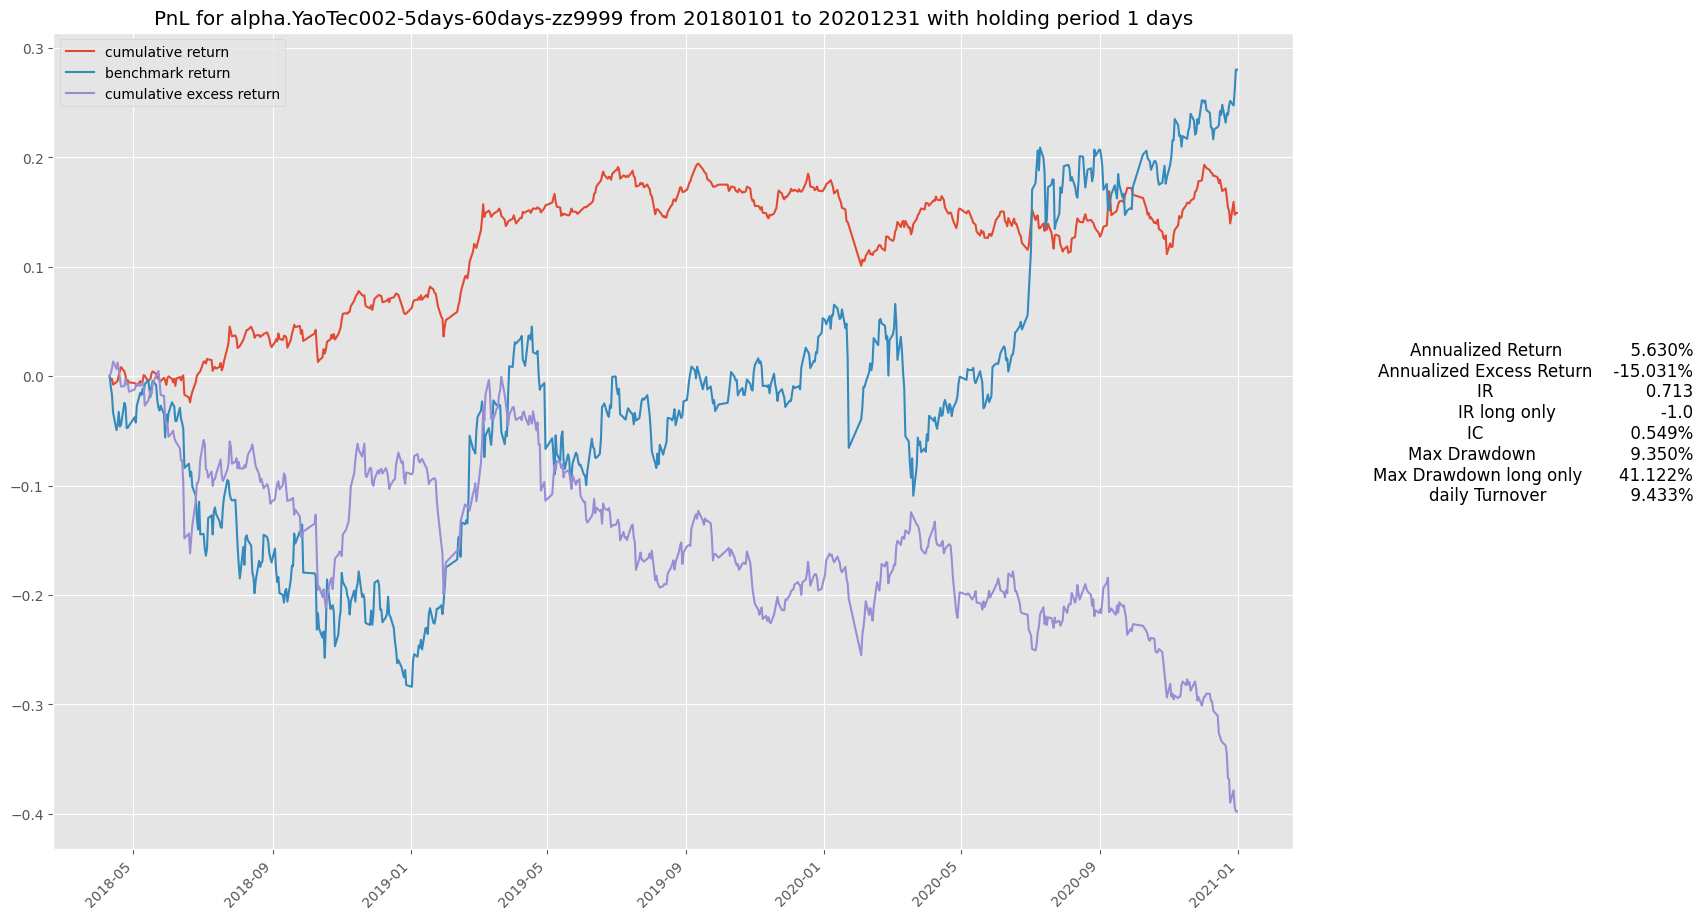 PnL for alpha.YaoTec002-5days-60days-zz9999 from 20180101 to 20201231 with holding period 1 days
cumulative return
benchmark return
cumulative excess return
0.3
0.2
0.1
0.0
−0.1
−0.2
−0.3
−0.4
2018-05
2018-09
2019-01
2019-05
2019-09
2020-01
2020-05
2020-09
2021-01
Annualized Return 5.630%
Annualized Excess Return -15.031%
IR 0.713
IR long only -1.0
IC 0.549%
Max Drawdown 9.350%
Max Drawdown long only 41.122%
daily Turnover 9.433%